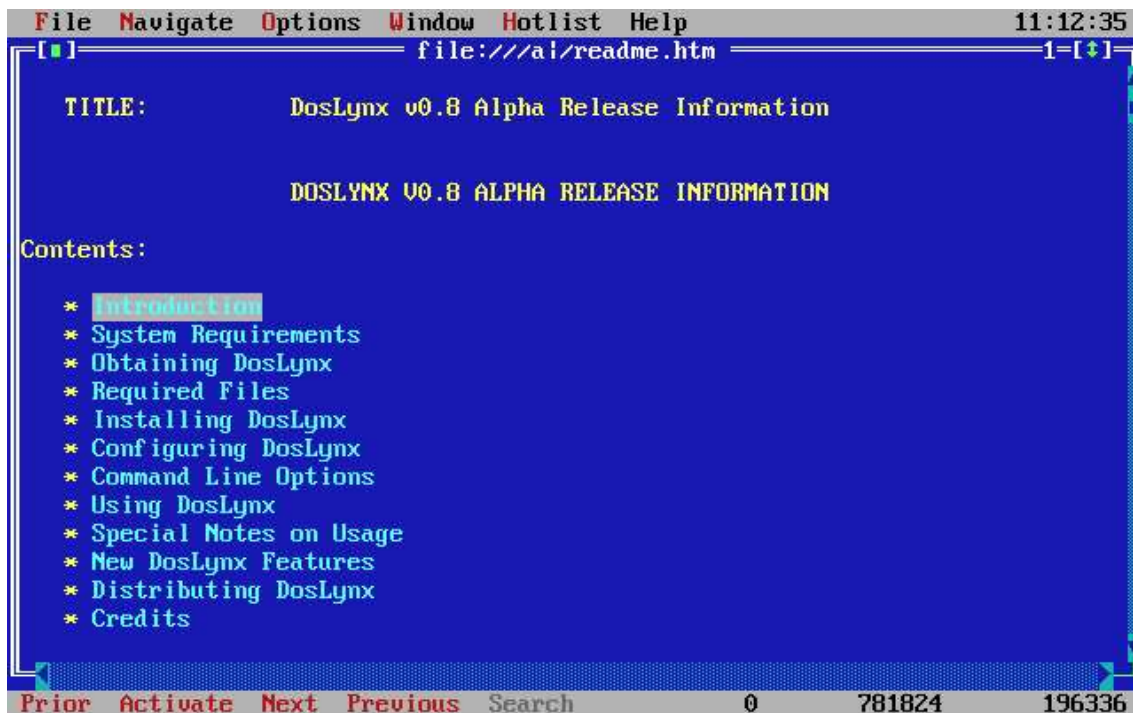 File Navigate Options Window Hotlist Help 11:12:35
[■] file:///a|/readme.htm 1=[↕]
TITLE: DosLynx v0.8 Alpha Release Information
DOSLYNX V0.8 ALPHA RELEASE INFORMATION
Contents:
* Introduction
* System Requirements
* Obtaining DosLynx
* Required Files
* Installing DosLynx
* Configuring DosLynx
* Command Line Options
* Using DosLynx
* Special Notes on Usage
* New DosLynx Features
* Distributing DosLynx
* Credits
Prior Activate Next Previous Search 0 781824 196336